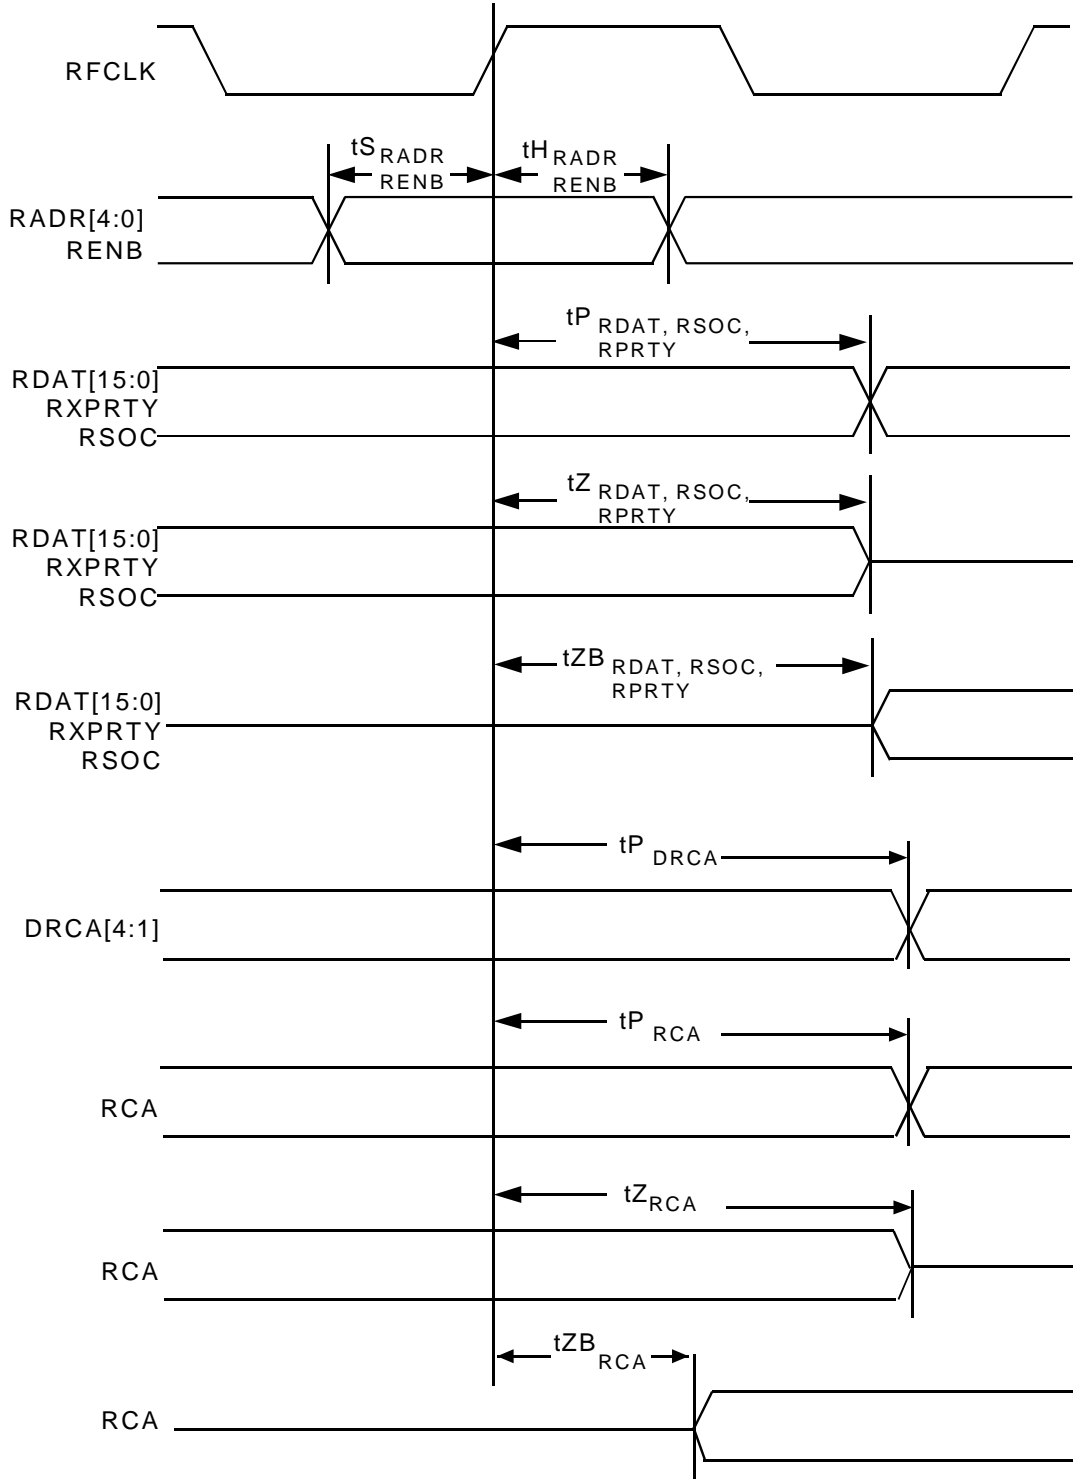 RFCLK
tS RADR
RENB
tH RADR
RENB
RADR[4:0]
RENB
tP RDAT, RSOC,
RPRTY
RDAT[15:0]
RXPRTY
RSOC
tZ RDAT, RSOC,
RPRTY
RDAT[15:0]
RXPRTY
RSOC
tZB RDAT, RSOC,
RPRTY
RDAT[15:0]
RXPRTY
RSOC
tP DRCA
DRCA[4:1]
tP RCA
RCA
tZ RCA
RCA
tZB RCA
RCA